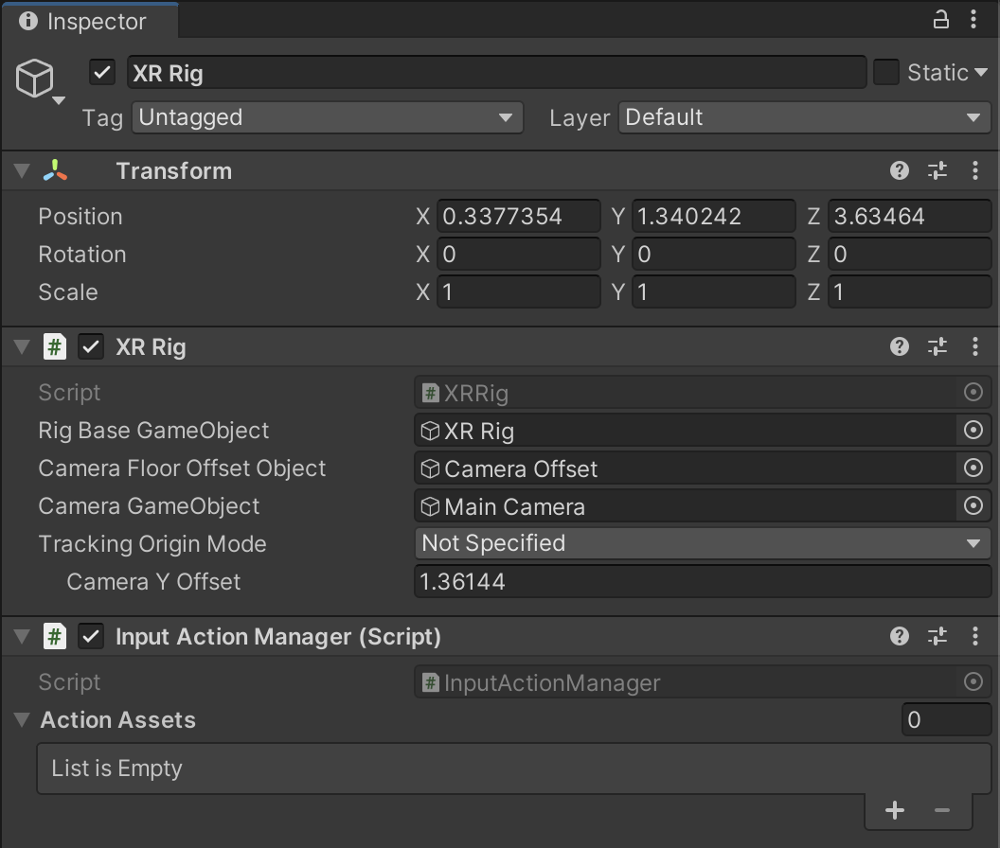 Inspector
XR Rig Static
Tag Untagged Layer Default
Transform
Position X 0.3377354 Y 1.340242 Z 3.63464
Rotation X 0 Y 0 Z 0
Scale X 1 Y 1 Z 1
# XR Rig
Script # XRRig
Rig Base GameObject XR Rig
Camera Floor Offset Object Camera Offset
Camera GameObject Main Camera
Tracking Origin Mode Not Specified
Camera Y Offset 1.36144
# Input Action Manager (Script)
Script # InputActionManager
Action Assets 0
List is Empty